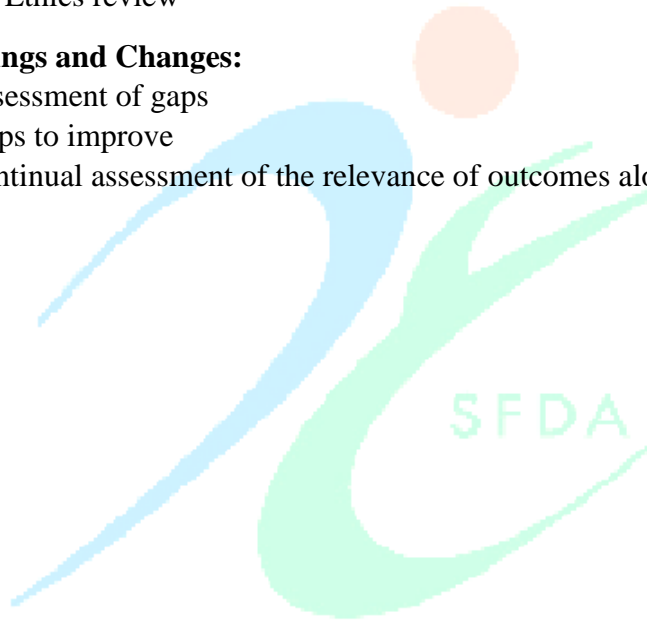 Ethics review
ings and Changes:
sessment of gaps
ps to improve
ntinual assessment of the relevance of outcomes alo
SFDA